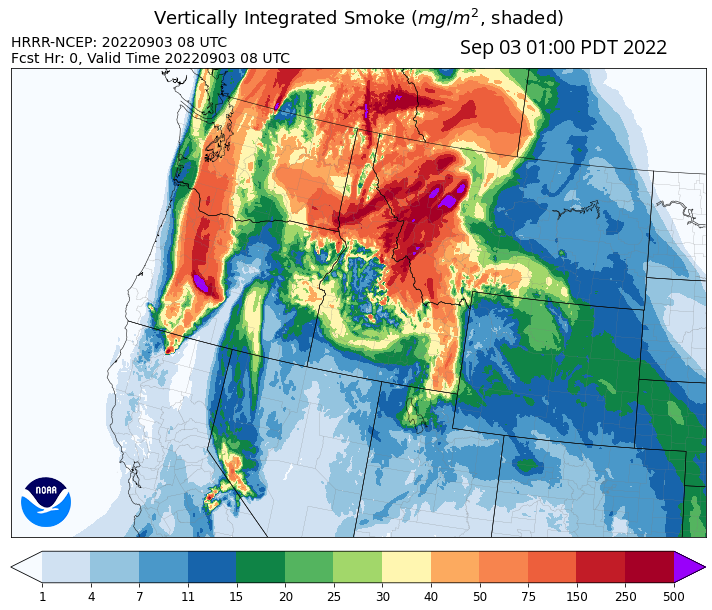 Vertically Integrated Smoke (mg/m², shaded)
HRRR-NCEP: 20220903 08 UTC
Fcst Hr: 0, Valid Time 20220903 08 UTC
Sep 03 01:00 PDT 2022
NOAA
1 4 7 11 15 20 25 30 40 50 75 150 250 500